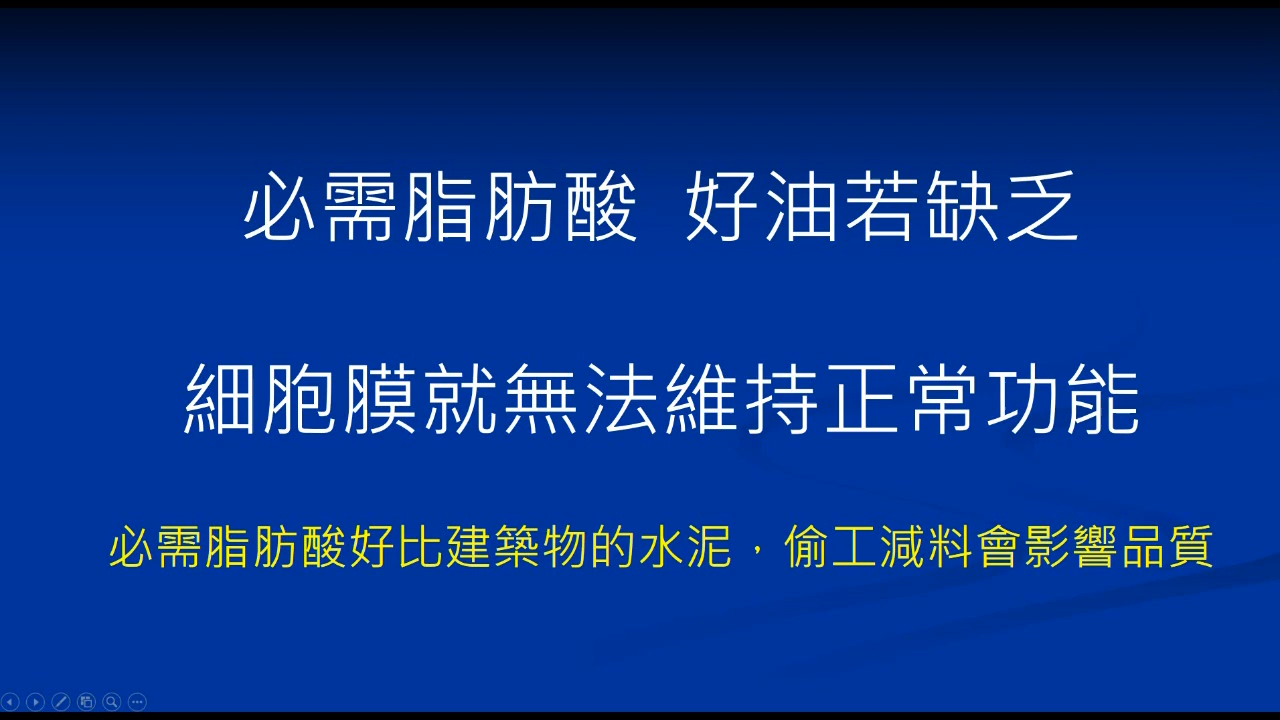 必需脂肪酸 好油若缺乏
細胞膜就無法維持正常功能
必需脂肪酸好比建築物的水泥，偷工減料會影響品質